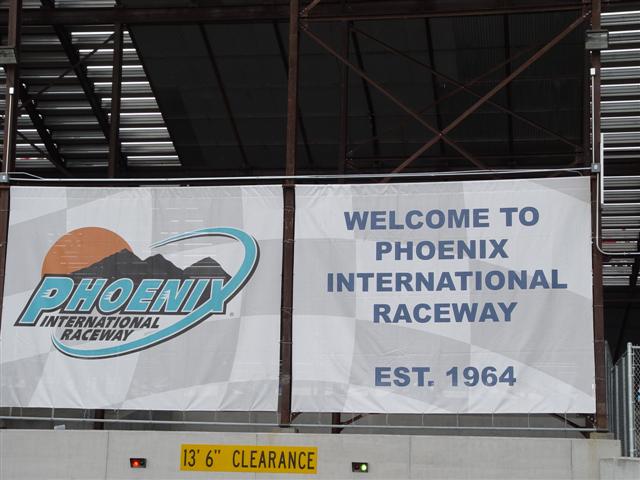 PHOENIX
INTERNATIONAL
RACEWAY
WELCOME TO
PHOENIX
INTERNATIONAL
RACEWAY
EST. 1964
13' 6" CLEARANCE